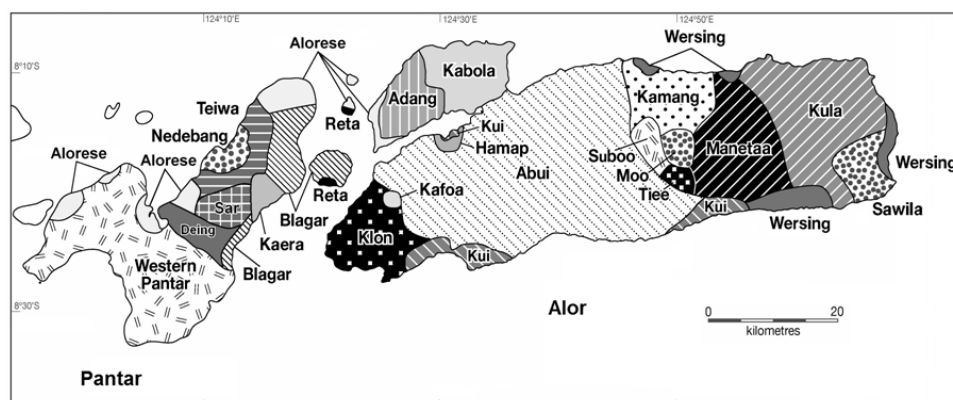 124°10'E
124°30'E
124°50'E
8°10'S
8°30'S
Alorese
Wersing
Kabola
Adang
Kamang
Kula
Teiwa
Nedebang
Reta
Kui
Hamap
Alorese
Alorese
Suboo
Moo
Tiee
Manetaa
Abui
Wersing
Reta
Kafoa
Sar
Blagar
Deing
Kaera
Klon
Kui
Wersing
Sawila
Blagar
Kui
Western
Pantar
Alor
0 20
kilometres
Pantar